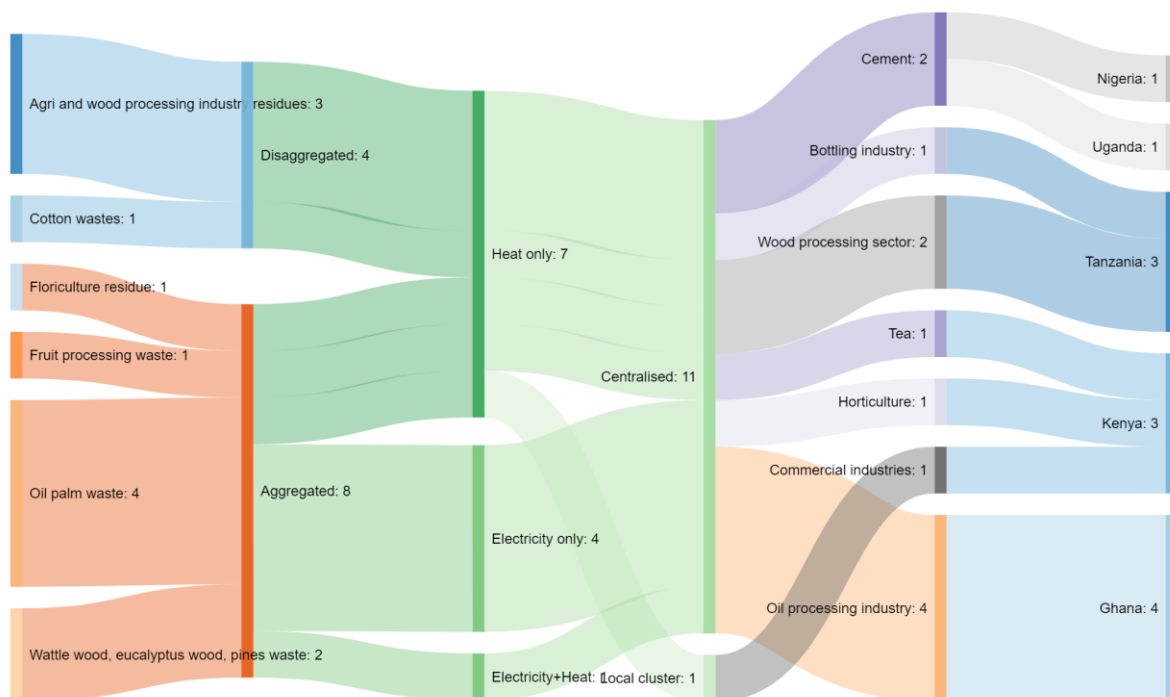 Agri and wood processing industry residues: 3
Cotton wastes: 1
Floriculture residue: 1
Fruit processing waste: 1
Oil palm waste: 4
Wattle wood, eucalyptus wood, pines waste: 2
Disaggregated: 4
Aggregated: 8
Heat only: 7
Electricity only: 4
Electricity+Heat: 1
Centralised: 11
Local cluster: 1
Cement: 2
Bottling industry: 1
Wood processing sector: 2
Tea: 1
Horticulture: 1
Commercial industries: 1
Oil processing industry: 4
Nigeria: 1
Uganda: 1
Tanzania: 3
Kenya: 3
Ghana: 4